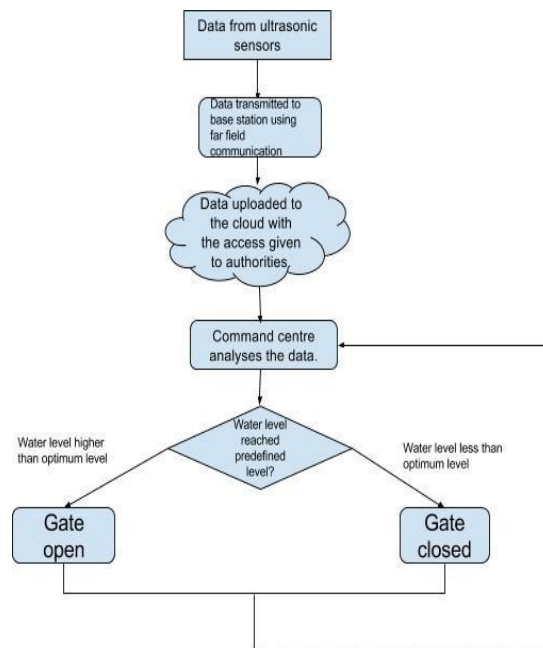 Data from ultrasonic
sensors
Data transmitted to
base station using
far field
communication
Data uploaded to
the cloud with
the access given
to authorities.
Command centre
analyses the data.
Water level
reached
predefined
level?
Water level higher
than optimum level
Water level less than
optimum level
Gate
open
Gate
closed